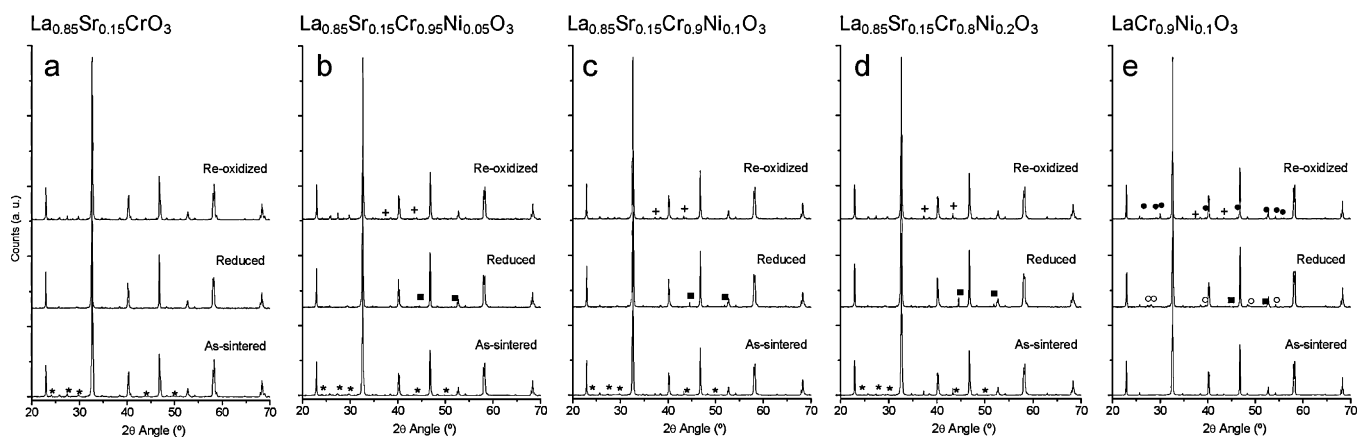 La0.85Sr0.15CrO3
La0.85Sr0.15Cr0.95Ni0.05O3
La0.85Sr0.15Cr0.9Ni0.1O3
La0.85Sr0.15Cr0.8Ni0.2O3
LaCr0.9Ni0.1O3
a
b
c
d
e
Counts (a. u.)
Re-oxidized
Re-oxidized
Re-oxidized
Re-oxidized
Re-oxidized
Reduced
Reduced
Reduced
Reduced
Reduced
As-sintered
As-sintered
As-sintered
As-sintered
As-sintered
20 30 40 50 60 70
20 30 40 50 60 70
20 30 40 50 60 70
20 30 40 50 60 70
20 30 40 50 60 70
2θ Angle (º)
2θ Angle (º)
2θ Angle (º)
2θ Angle (º)
2θ Angle (º)